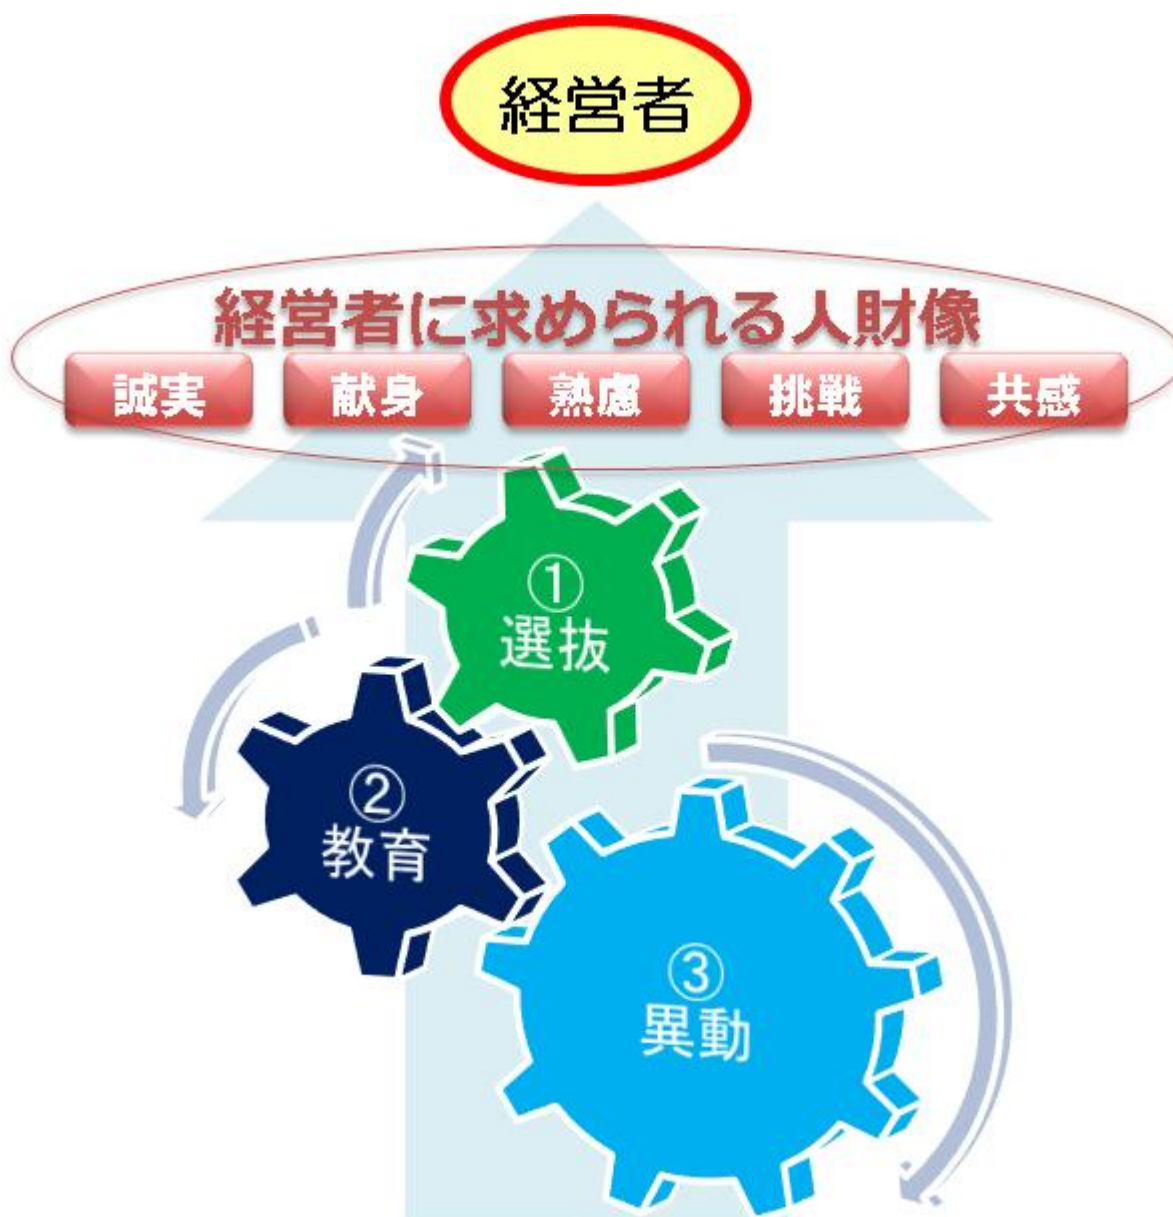 経営者
経営者に求められる人財像
誠実
献身
熟慮
挑戦
共感
①
選抜
②
教育
③
異動